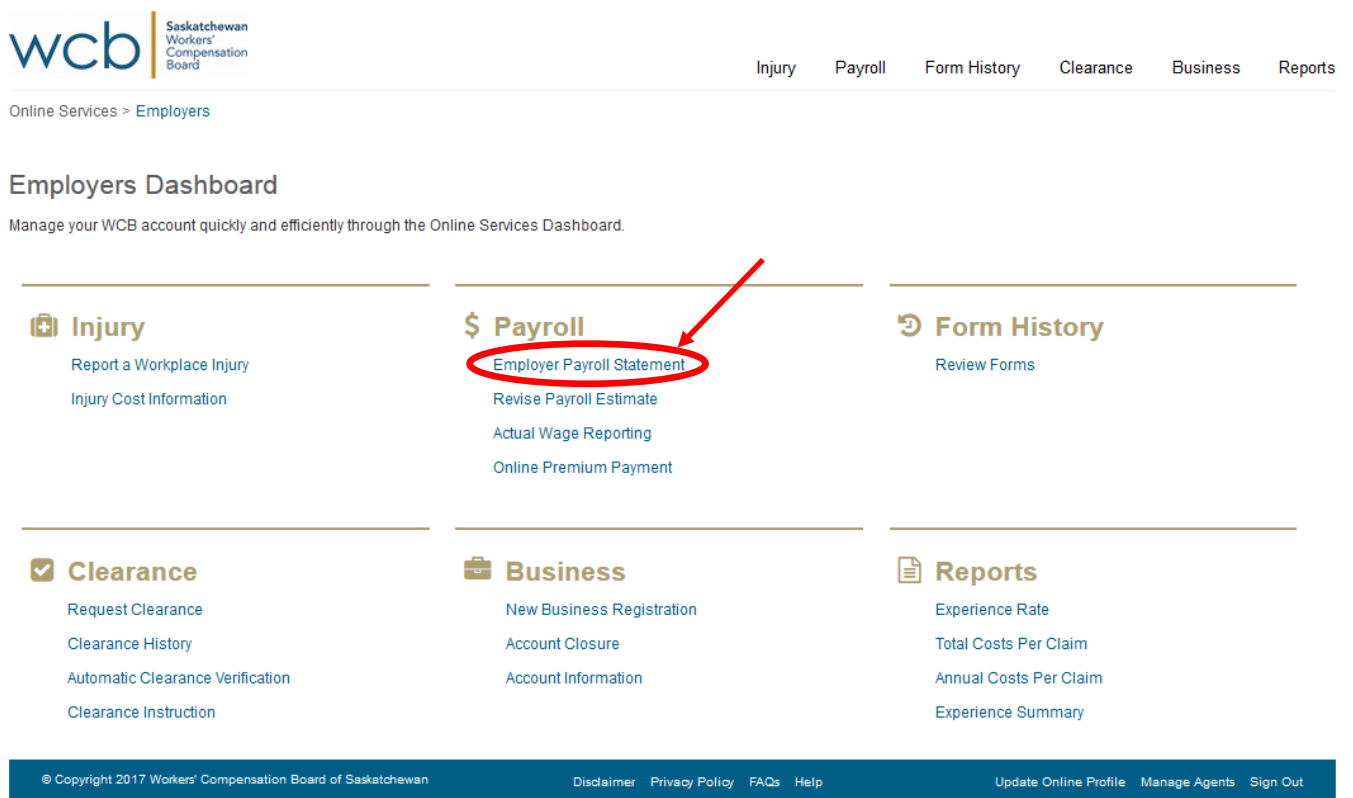 wcb
Saskatchewan
Workers'
Compensation
Board
Injury Payroll Form History Clearance Business Reports
Online Services > Employers
Employers Dashboard
Manage your WCB account quickly and efficiently through the Online Services Dashboard.
Injury
Report a Workplace Injury
Injury Cost Information
$ Payroll
Employer Payroll Statement
Revise Payroll Estimate
Actual Wage Reporting
Online Premium Payment
Form History
Review Forms
Clearance
Request Clearance
Clearance History
Automatic Clearance Verification
Clearance Instruction
Business
New Business Registration
Account Closure
Account Information
Reports
Experience Rate
Total Costs Per Claim
Annual Costs Per Claim
Experience Summary
© Copyright 2017 Workers' Compensation Board of Saskatchewan Disclaimer Privacy Policy FAQs Help Update Online Profile Manage Agents Sign Out